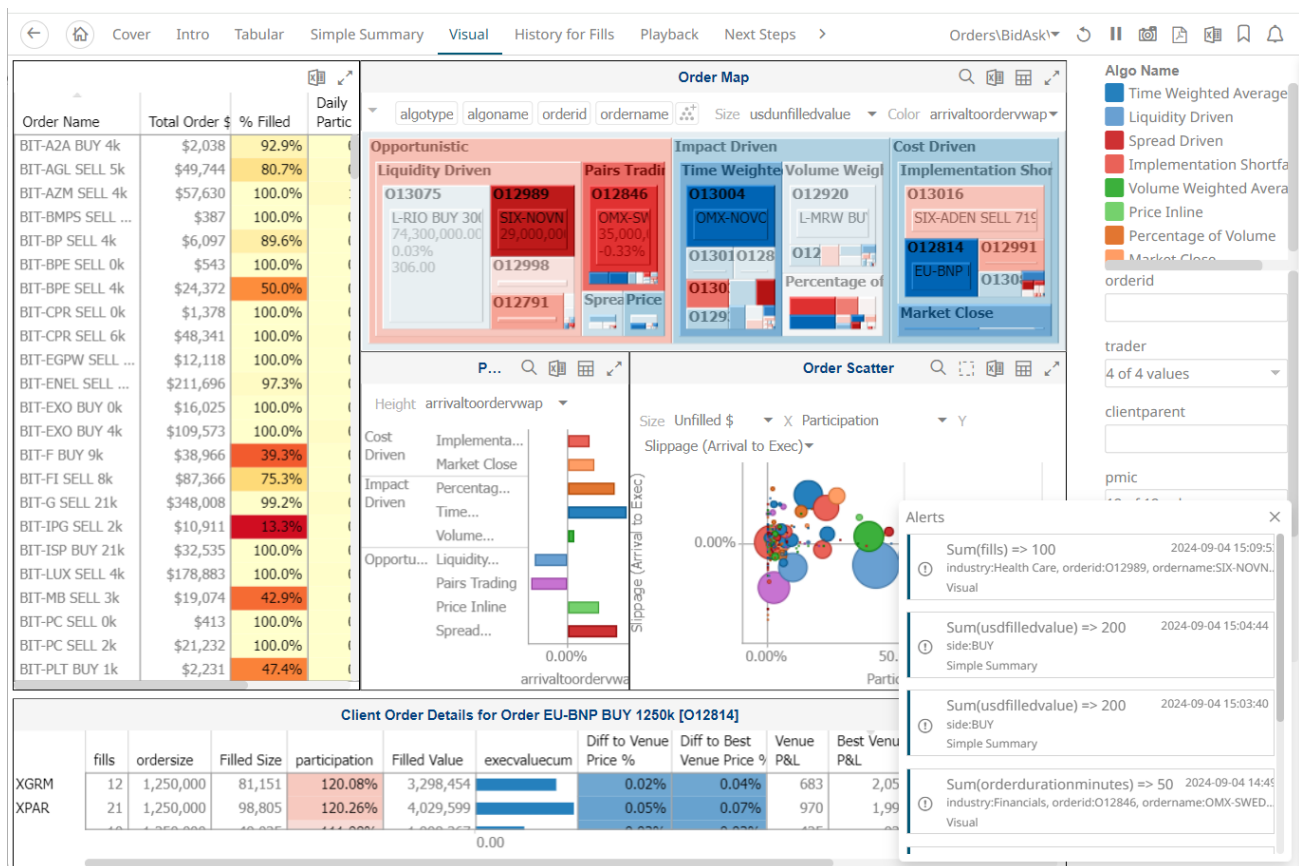 Cover Intro Tabular Simple Summary Visual History for Fills Playback Next Steps > Orders\BidAsk\
Order Name Total Order $ % Filled Daily Partic
BIT-A2A BUY 4k $2,038 92.9%
BIT-AGL SELL 5k $49,744 80.7%
BIT-AZM SELL 4k $57,630 100.0%
BIT-BMPS SELL ... $387 100.0%
BIT-BP SELL 4k $6,097 89.6%
BIT-BPE SELL 0k $543 100.0%
BIT-BPE SELL 4k $24,372 50.0%
BIT-CPR SELL 0k $1,378 100.0%
BIT-CPR SELL 6k $48,341 100.0%
BIT-EGPW SELL ... $12,118 100.0%
BIT-ENEL SELL ... $211,696 97.3%
BIT-EXO BUY 0k $16,025 100.0%
BIT-EXO BUY 4k $109,573 100.0%
BIT-F BUY 9k $38,966 39.3%
BIT-FI SELL 8k $87,366 75.3%
BIT-G SELL 21k $348,008 99.2%
BIT-IPG SELL 2k $10,911 13.3%
BIT-ISP BUY 21k $32,535 100.0%
BIT-LUX SELL 4k $178,883 100.0%
BIT-MB SELL 3k $19,074 42.9%
BIT-PC SELL 0k $413 100.0%
BIT-PC SELL 2k $21,232 100.0%
BIT-PLT BUY 1k $2,231 47.4%
Order Map
algotype algoname orderid ordername Size usdunfilledvalue Color arrivaltoordervwap
Opportunistic
Liquidity Driven
O13075
L-RIO BUY 300
74,300,000.00
0.03%
306.00
O12989
SIX-NOVN
29,000,00
O12998
O12791
Pairs Tradi
O12846
OMX-SW
35,000,
-0.33%
Sprea
Price
Impact Driven
Time Weighte
O13004
OMX-NOVO
O1301
O128
O130
O129
Volume Weigl
O12920
L-MRW BU
O12
Percentage of
Cost Driven
Implementation Shor
O13016
SIX-ADEN SELL 719
O12814
EU-BNP
O12991
O1308
Market Close
P...
Height arrivaltoordervwap
Cost Driven
Implementa...
Market Close
Impact Driven
Percentag...
Time...
Volume...
Opportu...
Liquidity...
Pairs Trading
Price Inline
Spread...
0.00%
arrivaltoordervwa
Order Scatter
Size Unfilled $ X Participation Y
Slippage (Arrival to Exec)
Slippage (Arrival to Exec)
0.00%
0.00% 50.
Partic
Algo Name
Time Weighted Average
Liquidity Driven
Spread Driven
Implementation Shortfa
Volume Weighted Avera
Price Inline
Percentage of Volume
Market Close
orderid
trader
4 of 4 values
clientparent
pmic
Alerts
Sum(fills) => 100 2024-09-04 15:09:5
industry:Health Care, orderid:O12989, ordername:SIX-NOVN...
Visual
Sum(usdfilledvalue) => 200 2024-09-04 15:04:44
side:BUY
Simple Summary
Sum(usdfilledvalue) => 200 2024-09-04 15:03:40
side:BUY
Simple Summary
Sum(orderdurationminutes) => 50 2024-09-04 14:49
industry:Financials, orderid:O12846, ordername:OMX-SWED...
Visual
Client Order Details for Order EU-BNP BUY 1250k [O12814]
fills ordersize Filled Size participation Filled Value execvaluecum Diff to Venue Price % Diff to Best Venue Price % Venue P&L Best Venu P&L
XGRM 12 1,250,000 81,151 120.08% 3,298,454 0.02% 0.04% 683 2,05
XPAR 21 1,250,000 98,805 120.26% 4,029,599 0.05% 0.07% 970 1,99
0.00